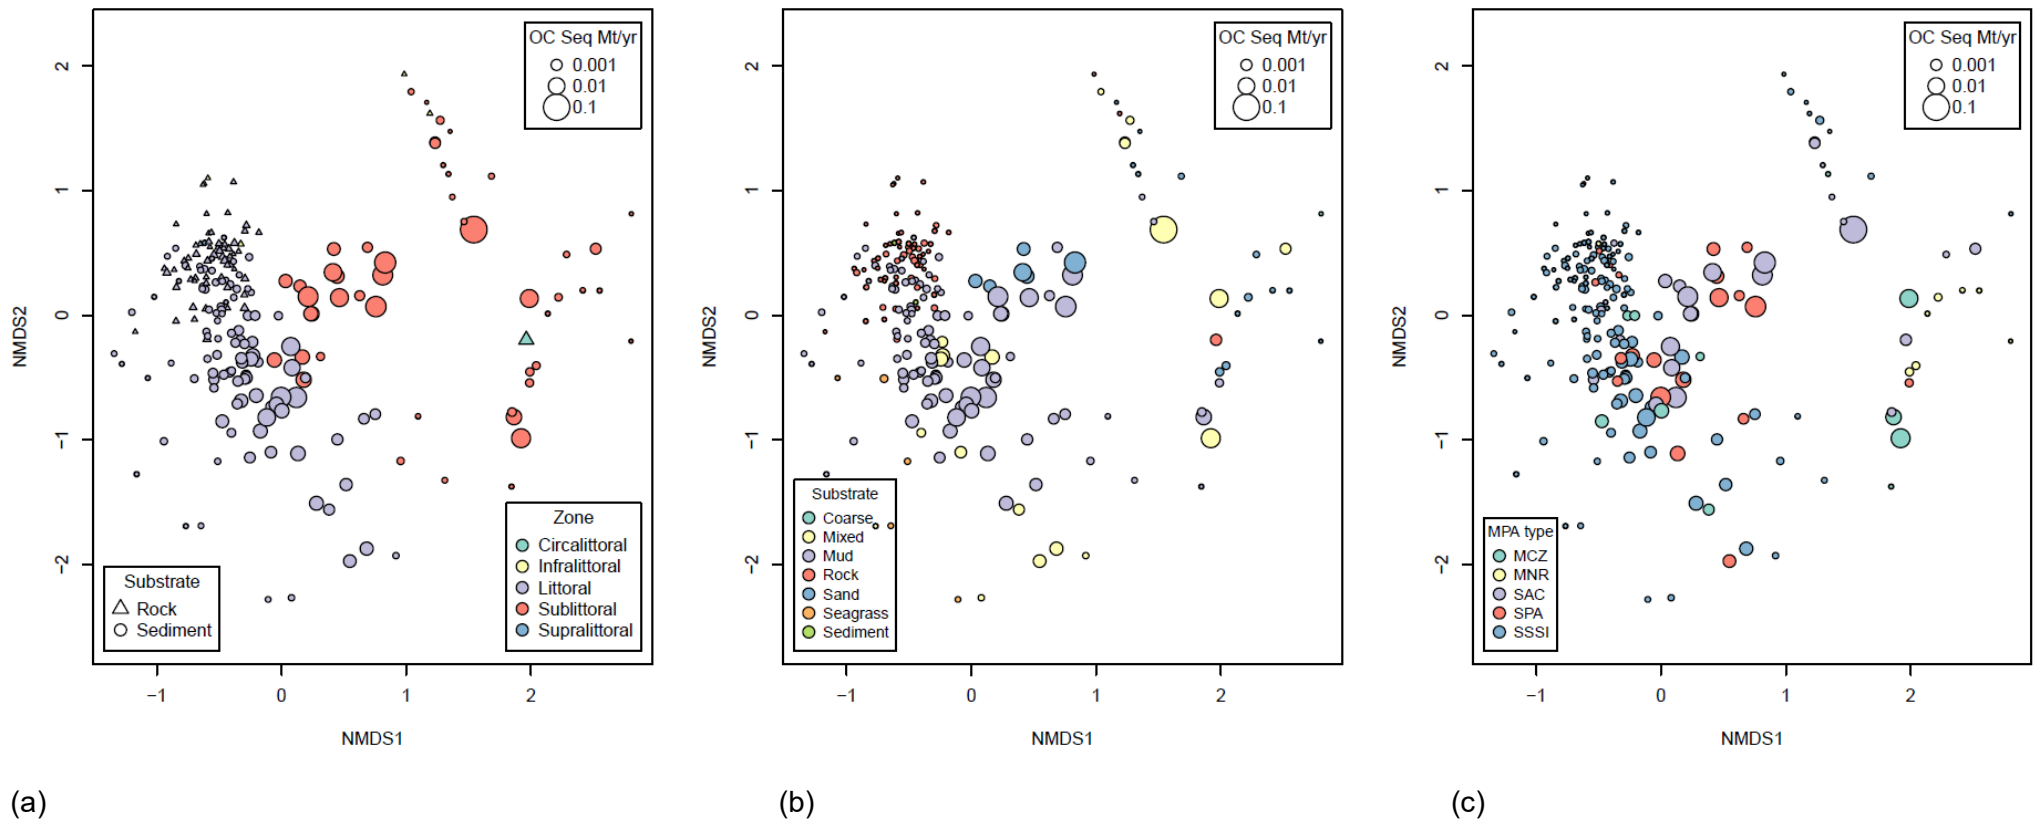 OC Seq Mt/yr
0.001
0.01
0.1
2
1
0
−1
−2
NMDS2
Substrate
Rock
Sediment
Zone
Circalittoral
Infralittoral
Littoral
Sublittoral
Supralittoral
−1 0 1 2
NMDS1
(a)
OC Seq Mt/yr
0.001
0.01
0.1
2
1
0
−1
−2
NMDS2
Substrate
Coarse
Mixed
Mud
Rock
Sand
Seagrass
Sediment
−1 0 1 2
NMDS1
(b)
OC Seq Mt/yr
0.001
0.01
0.1
2
1
0
−1
−2
NMDS2
MPA type
MCZ
MNR
SAC
SPA
SSSI
−1 0 1 2
NMDS1
(c)